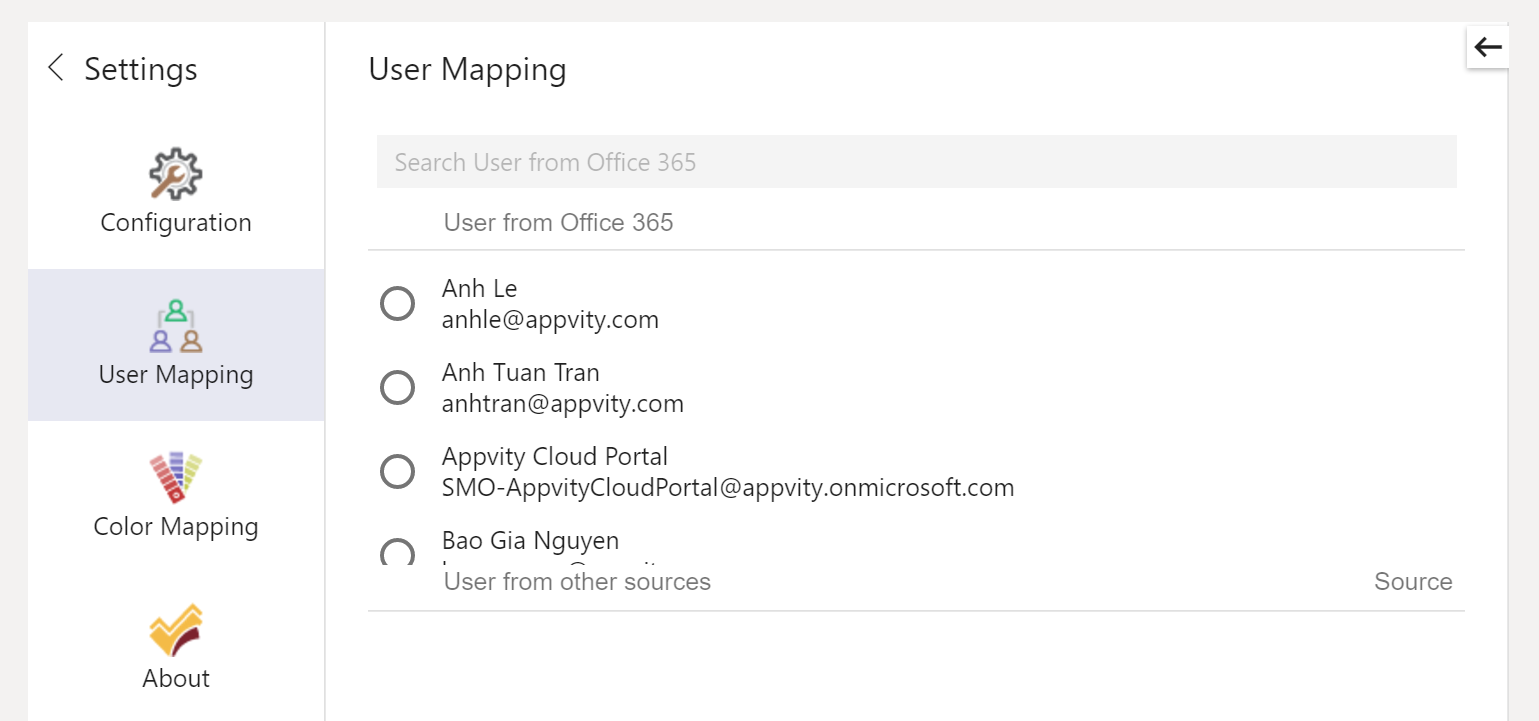 Settings
Configuration
User Mapping
Color Mapping
About
User Mapping
Search User from Office 365
User from Office 365
Anh Le
anhle@appvity.com
Anh Tuan Tran
anhtran@appvity.com
Appvity Cloud Portal
SMO-AppvityCloudPortal@appvity.onmicrosoft.com
Bao Gia Nguyen
User from other sources Source